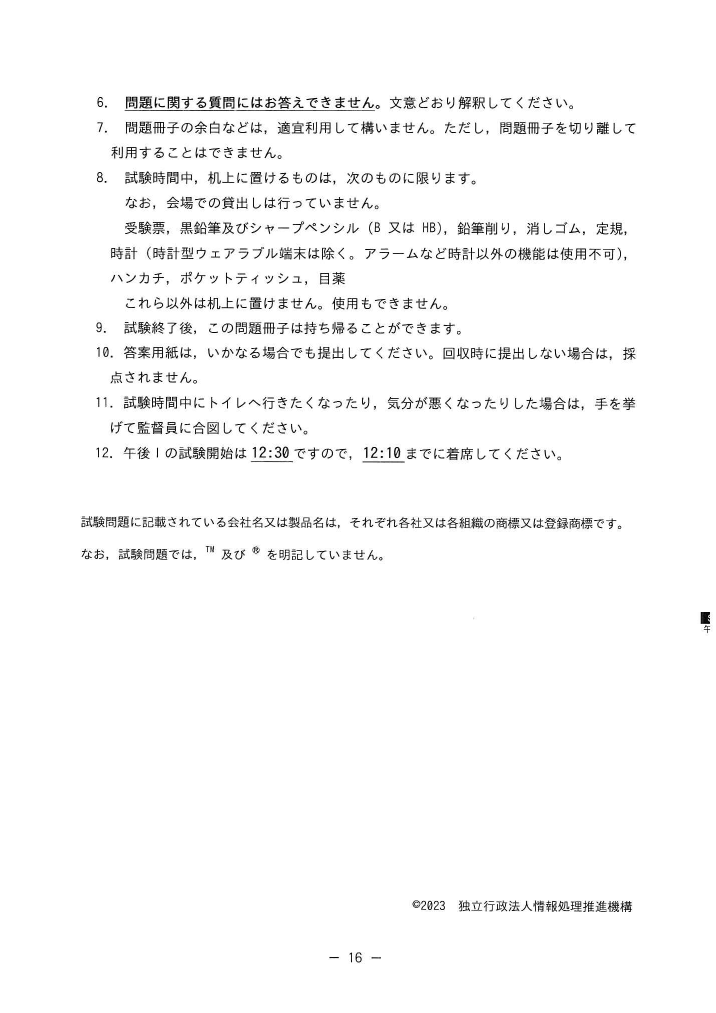 6. 問題に関する質問にはお答えできません。文意どおり解釈してください。
7. 問題冊子の余白などは，適宜利用して構いません。ただし，問題冊子を切り離して
利用することはできません。
8. 試験時間中，机上に置けるものは，次のものに限ります。
なお，会場での貸出しは行っていません。
受験票，黒鉛筆及びシャープペンシル（B 又は HB），鉛筆削り，消しゴム，定規，
時計（時計型ウェアラブル端末は除く。アラームなど時計以外の機能は使用不可），
ハンカチ，ポケットティッシュ，目薬
これら以外は机上に置けません。使用もできません。
9. 試験終了後，この問題冊子は持ち帰ることができます。
10. 答案用紙は，いかなる場合でも提出してください。回収時に提出しない場合は，採
点されません。
11. 試験時間中にトイレへ行きたくなったり，気分が悪くなったりした場合は，手を挙
げて監督員に合図してください。
12. 午後Ⅰの試験開始は 12:30 ですので，12:10 までに着席してください。
試験問題に記載されている会社名又は製品名は，それぞれ各社又は各組織の商標又は登録商標です。
なお，試験問題では，™ 及び ® を明記していません。
©2023 独立行政法人情報処理推進機構
― 16 ―